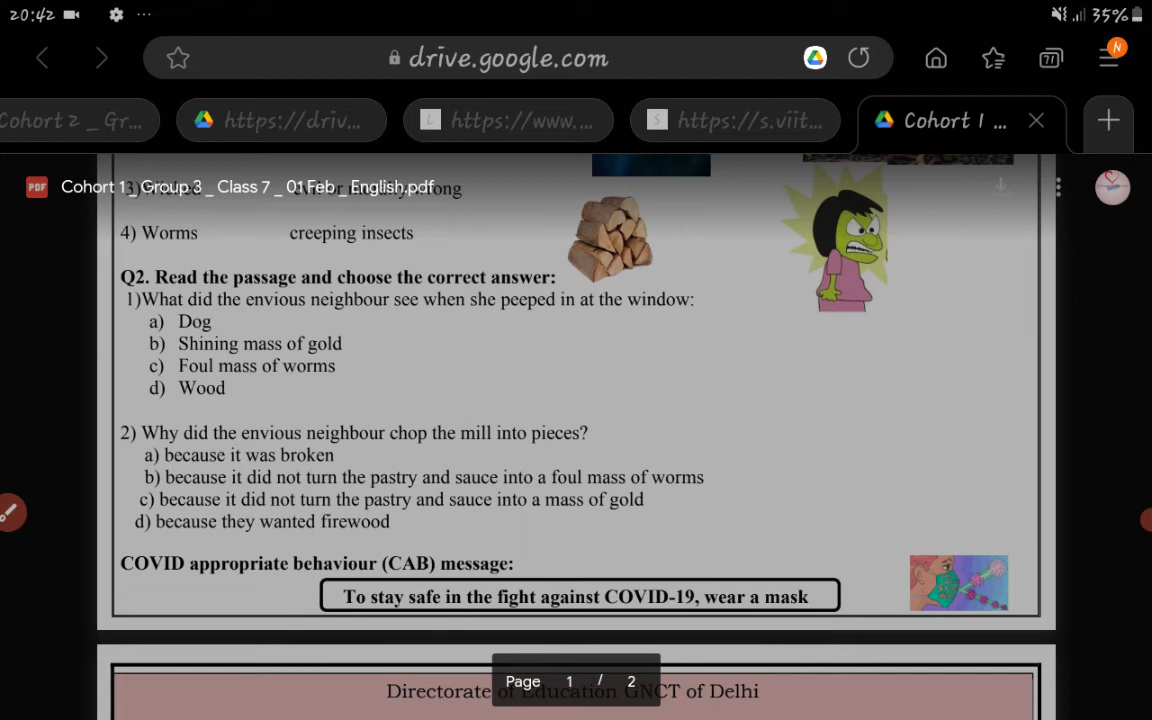 20:42 ... 35%
drive.google.com 71 N
Cohort 2 _ Gr... https://driv... L https://www.... S https://s.viit... Cohort 1 ...
PDF Cohort 1_ Group 3 _ Class 7 _ 01 Feb _ English.pdf
4) Worms creeping insects
Q2. Read the passage and choose the correct answer:
1)What did the envious neighbour see when she peeped in at the window:
a) Dog
b) Shining mass of gold
c) Foul mass of worms
d) Wood
2) Why did the envious neighbour chop the mill into pieces?
a) because it was broken
b) because it did not turn the pastry and sauce into a foul mass of worms
c) because it did not turn the pastry and sauce into a mass of gold
d) because they wanted firewood
COVID appropriate behaviour (CAB) message:
To stay safe in the fight against COVID-19, wear a mask
Page 1 / 2
Directorate of Education GNCT of Delhi